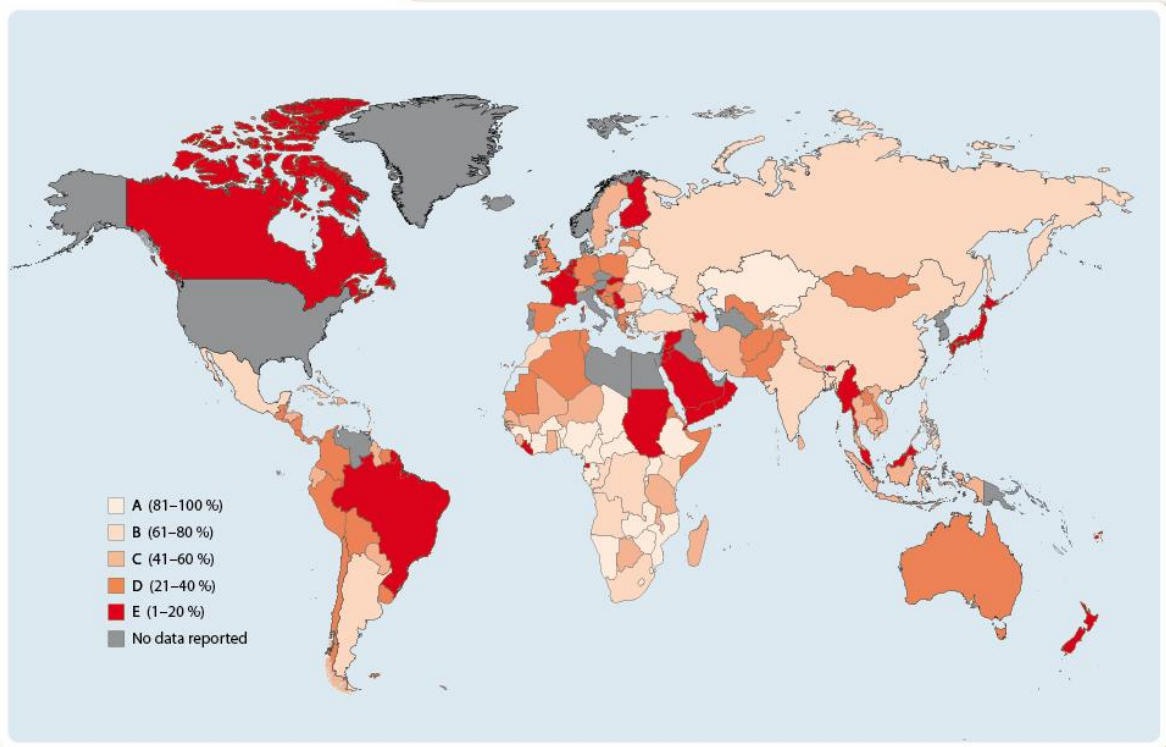 A (81–100 %)
B (61–80 %)
C (41–60 %)
D (21–40 %)
E (1–20 %)
No data reported